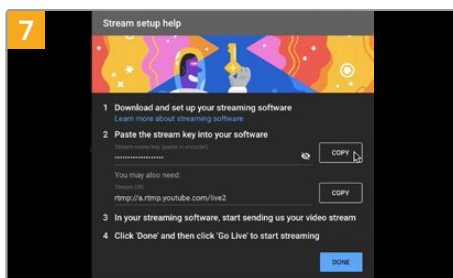 7
Stream setup help
1 Download and set up your streaming software
Learn more about streaming software
2 Paste the stream key into your software
Stream name/key (paste in encoder)
••••••••••••••••••••
COPY
You may also need:
Stream URL
rtmp://a.rtmp.youtube.com/live2
COPY
3 In your streaming software, start sending us your video stream
4 Click 'Done' and then click 'Go Live' to start streaming
DONE